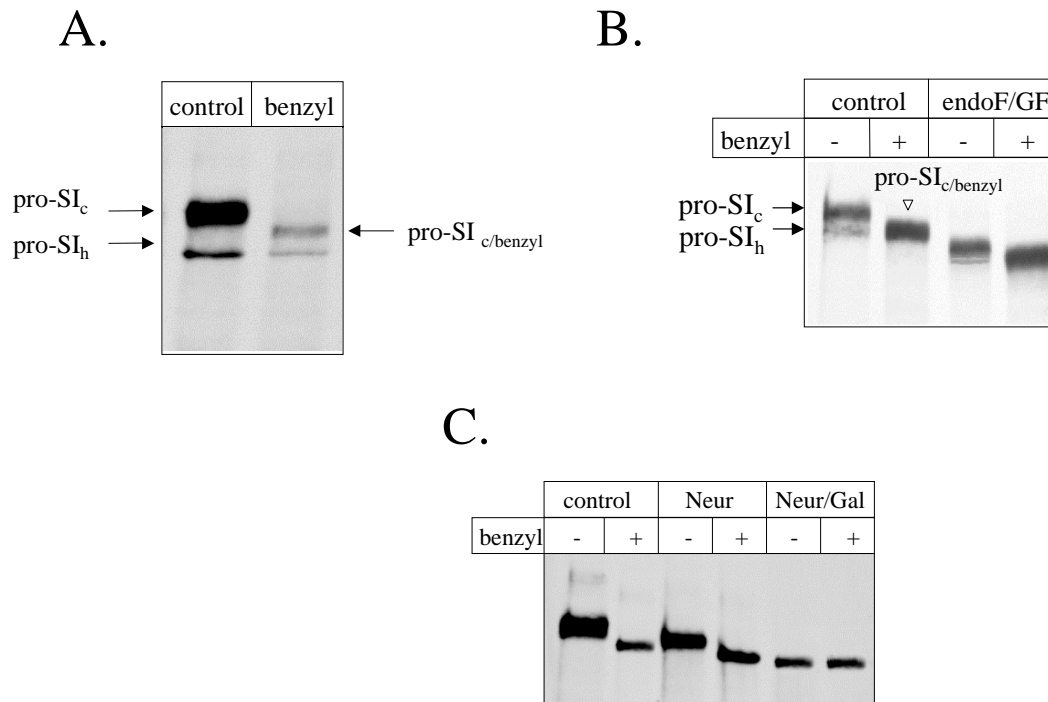 A.
control benzyl
pro-SIc
pro-SIh
pro-SI c/benzyl
B.
control endoF/GF
benzyl - + - +
pro-SIc/benzyl
pro-SIc
pro-SIh
C.
control Neur Neur/Gal
benzyl - + - + - +